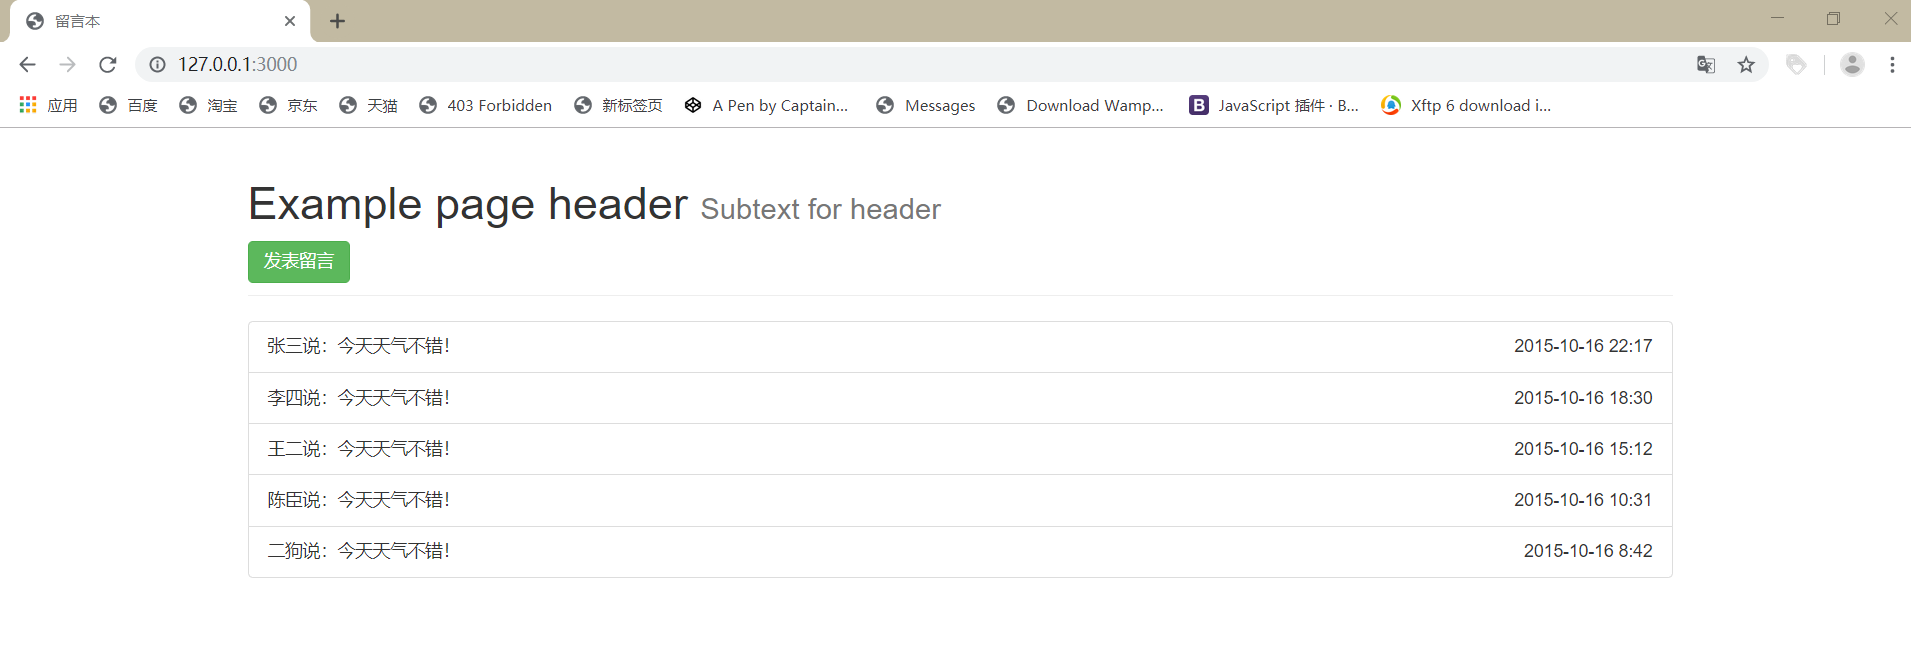 留言本
127.0.0.1:3000
应用 百度 淘宝 京东 天猫 403 Forbidden 新标签页 A Pen by Captain... Messages Download Wamp... B JavaScript 插件 · B... Xftp 6 download i...
Example page header Subtext for header
发表留言
张三说：今天天气不错！ 2015-10-16 22:17
李四说：今天天气不错！ 2015-10-16 18:30
王二说：今天天气不错！ 2015-10-16 15:12
陈臣说：今天天气不错！ 2015-10-16 10:31
二狗说：今天天气不错！ 2015-10-16 8:42